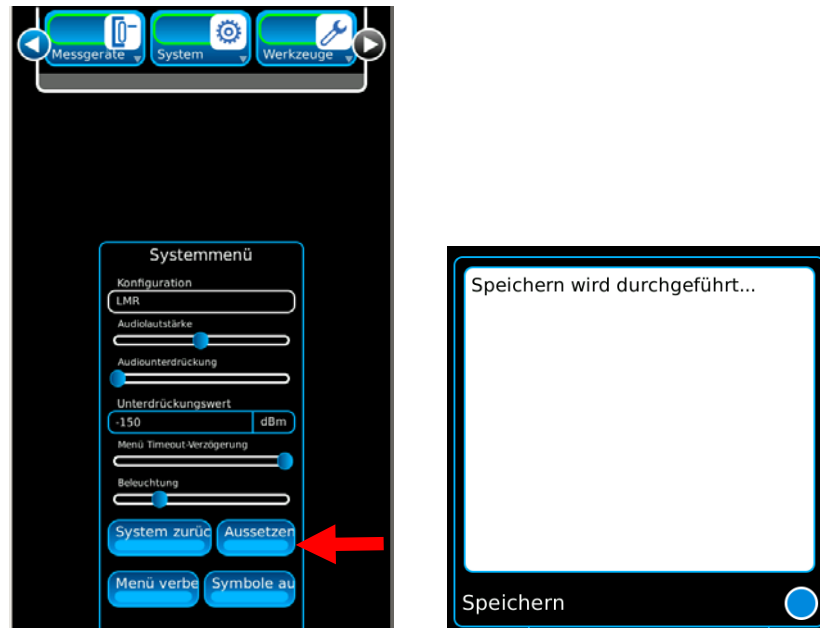 Messgeräte
System
Werkzeuge
Systemmenü
Konfiguration
LMR
Audiolautstärke
Audiounterdrückung
Unterdrückungswert
-150 dBm
Menü Timeout-Verzögerung
Beleuchtung
System zurüc Aussetzen
Menü verbe Symbole au
Speichern wird durchgeführt...
Speichern